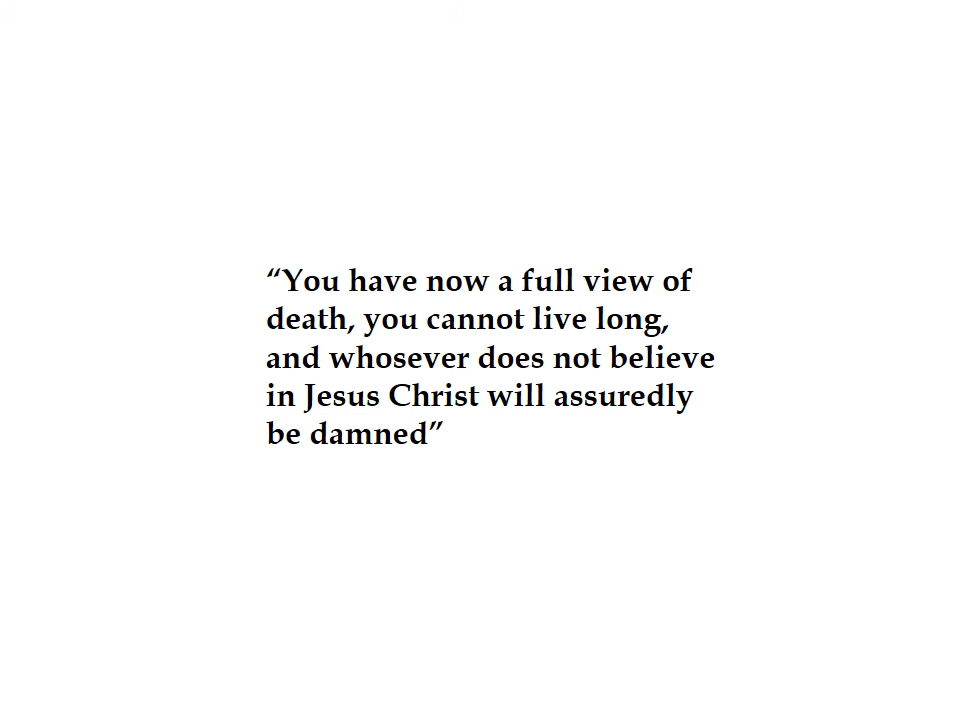 “You have now a full view of
death, you cannot live long,
and whosever does not believe
in Jesus Christ will assuredly
be damned”